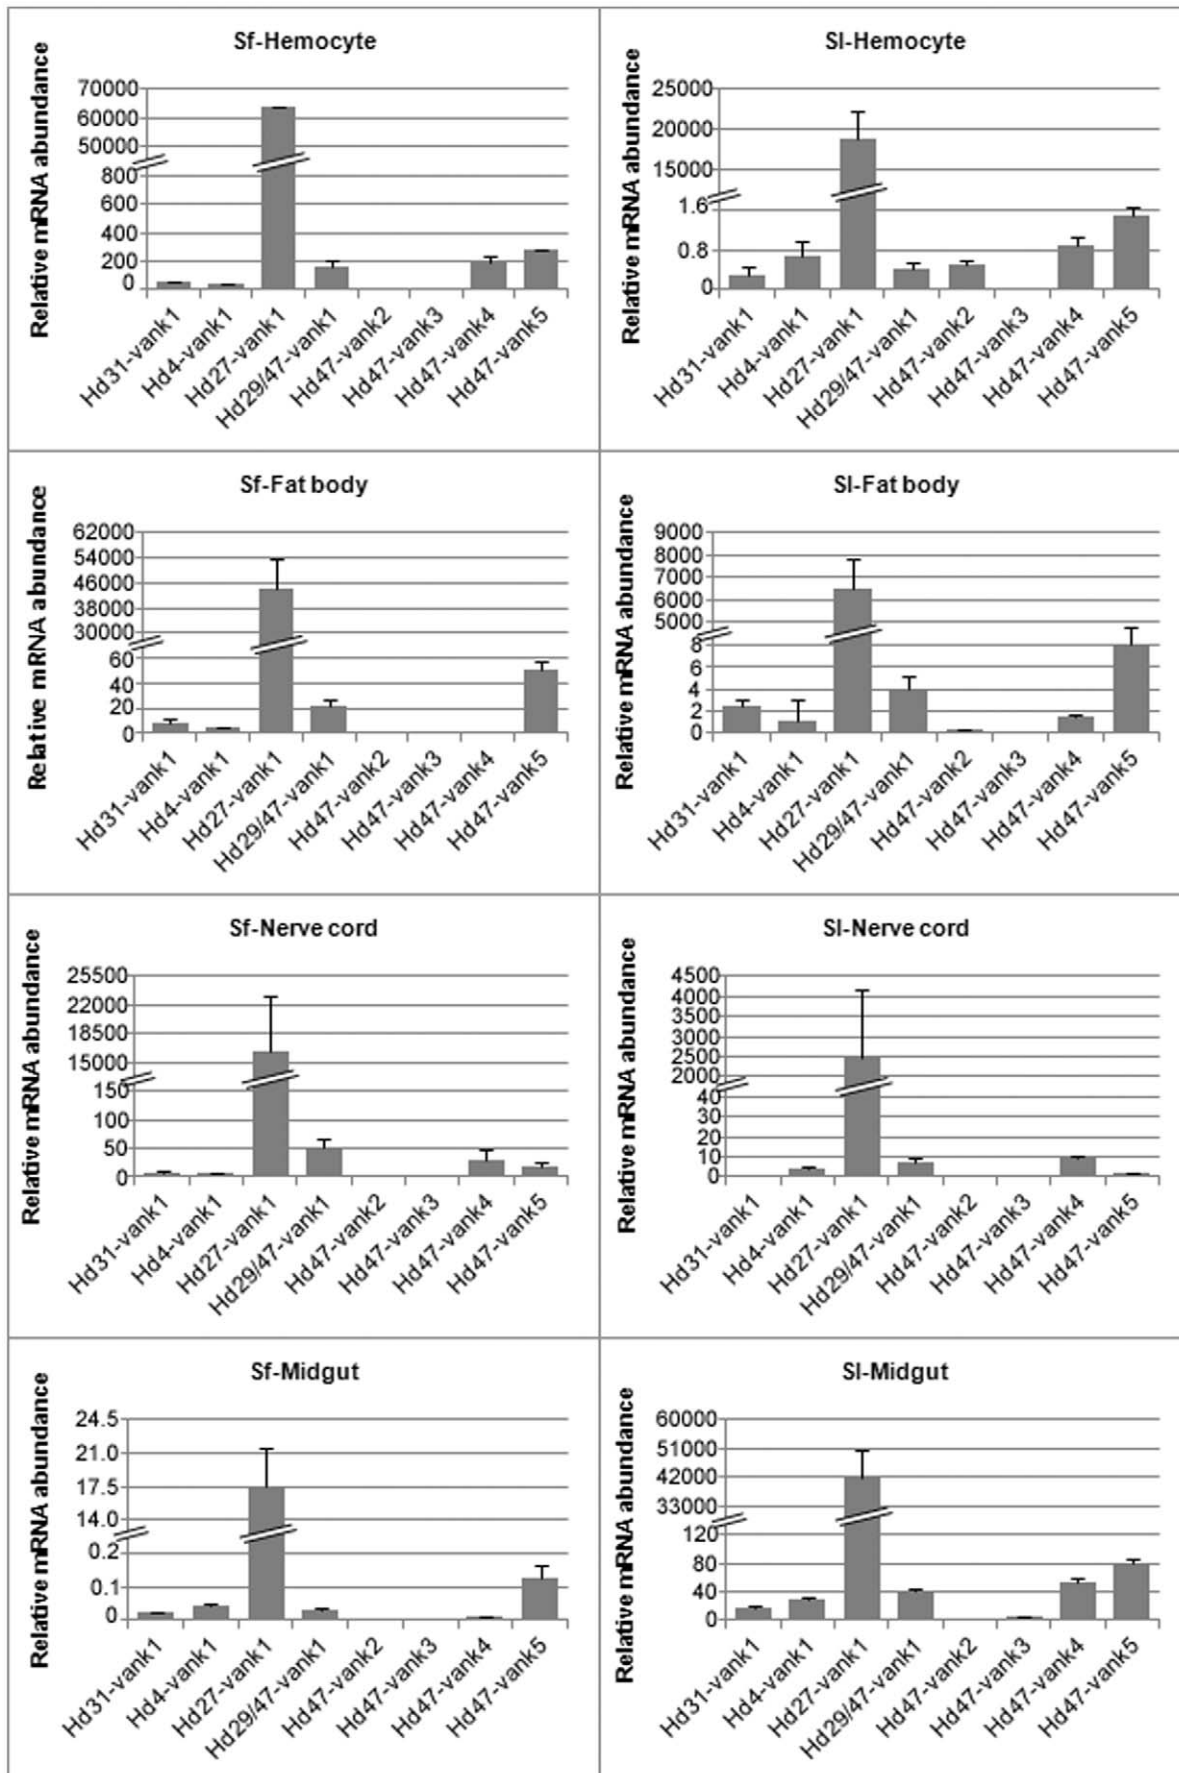 Sf-Hemocyte
Relative mRNA abundance
70000
60000
50000
800
600
400
200
0
Hd31-vank1
Hd4-vank1
Hd27-vank1
Hd29/47-vank1
Hd47-vank2
Hd47-vank3
Hd47-vank4
Hd47-vank5
Sl-Hemocyte
Relative mRNA abundance
25000
20000
15000
1.6
0.8
0
Hd31-vank1
Hd4-vank1
Hd27-vank1
Hd29/47-vank1
Hd47-vank2
Hd47-vank3
Hd47-vank4
Hd47-vank5
Sf-Fat body
Relative mRNA abundance
62000
54000
46000
38000
30000
60
40
20
0
Hd31-vank1
Hd4-vank1
Hd27-vank1
Hd29/47-vank1
Hd47-vank2
Hd47-vank3
Hd47-vank4
Hd47-vank5
Sl-Fat body
Relative mRNA abundance
9000
8000
7000
6000
5000
8
6
4
2
0
Hd31-vank1
Hd4-vank1
Hd27-vank1
Hd29/47-vank1
Hd47-vank2
Hd47-vank3
Hd47-vank4
Hd47-vank5
Sf-Nerve cord
Relative mRNA abundance
25500
22000
18500
15000
150
100
50
0
Hd31-vank1
Hd4-vank1
Hd27-vank1
Hd29/47-vank1
Hd47-vank2
Hd47-vank3
Hd47-vank4
Hd47-vank5
Sl-Nerve cord
Relative mRNA abundance
4500
4000
3500
3000
2500
2000
40
30
20
10
0
Hd31-vank1
Hd4-vank1
Hd27-vank1
Hd29/47-vank1
Hd47-vank2
Hd47-vank3
Hd47-vank4
Hd47-vank5
Sf-Midgut
Relative mRNA abundance
24.5
21.0
17.5
14.0
0.2
0.1
0
Hd31-vank1
Hd4-vank1
Hd27-vank1
Hd29/47-vank1
Hd47-vank2
Hd47-vank3
Hd47-vank4
Hd47-vank5
Sl-Midgut
Relative mRNA abundance
60000
51000
42000
33000
120
80
40
0
Hd31-vank1
Hd4-vank1
Hd27-vank1
Hd29/47-vank1
Hd47-vank2
Hd47-vank3
Hd47-vank4
Hd47-vank5